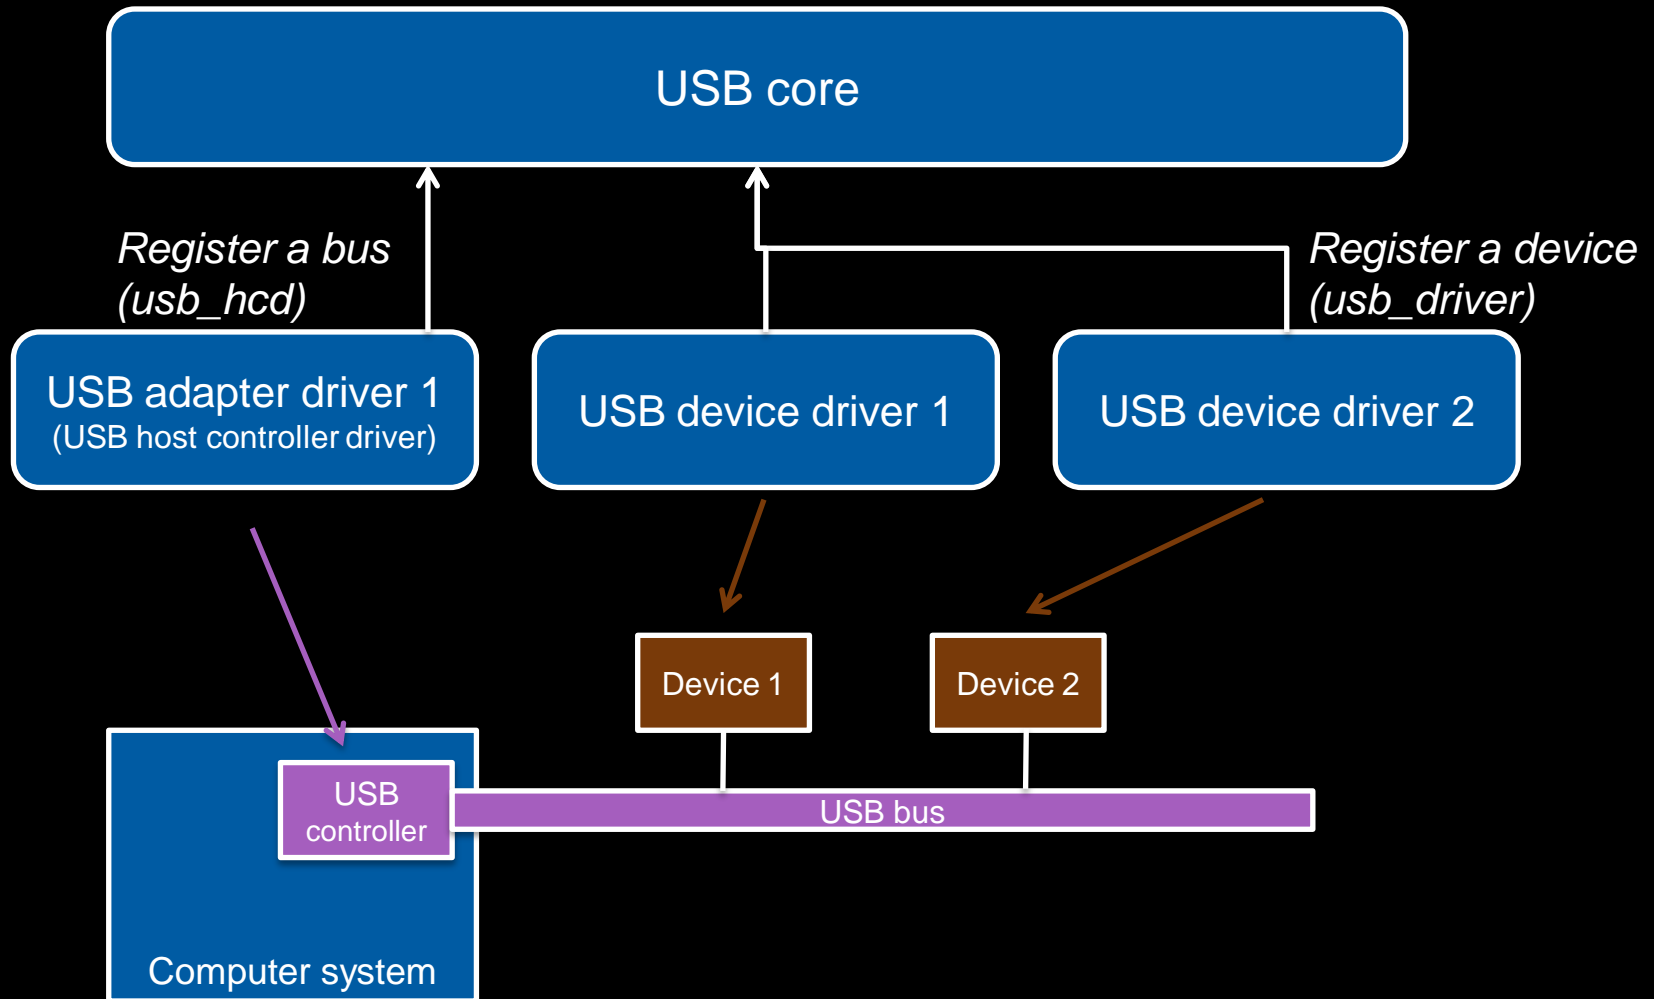 USB core
Register a bus
(usb_hcd)
Register a device
(usb_driver)
USB adapter driver 1
(USB host controller driver)
USB device driver 1
USB device driver 2
Device 1
Device 2
USB
controller
USB bus
Computer system